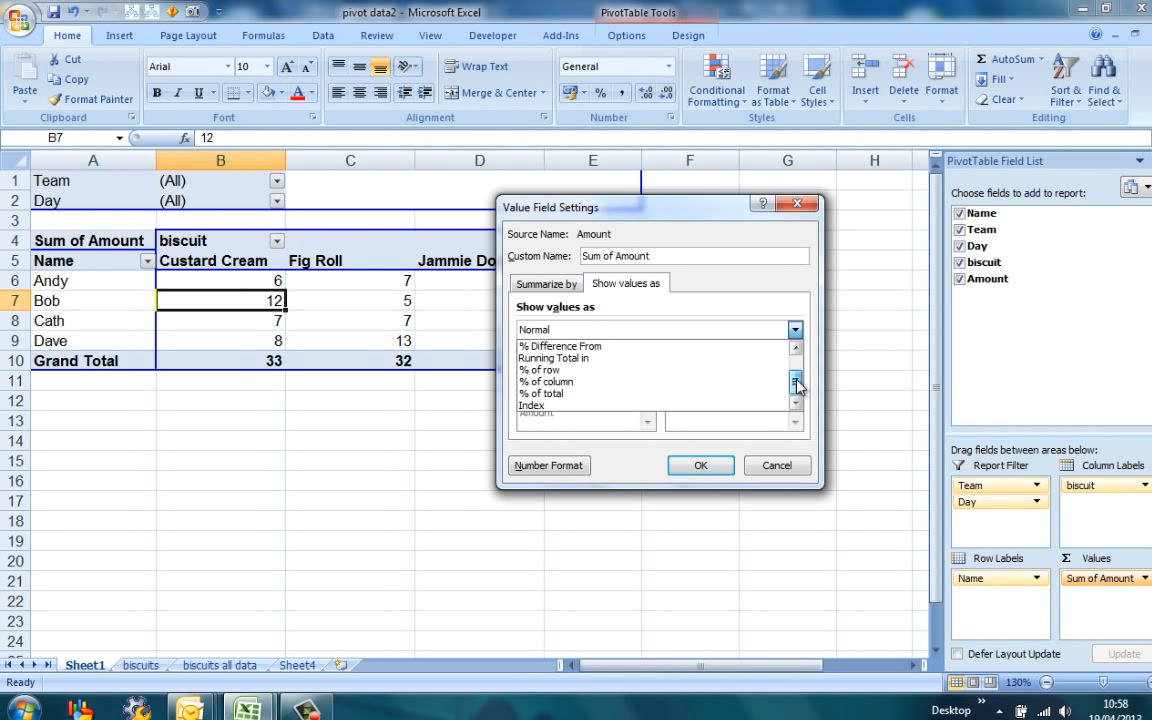 pivot data2 - Microsoft Excel PivotTable Tools
Home Insert Page Layout Formulas Data Review View Developer Add-Ins Options Design
Paste Cut Copy Format Painter
Arial 10 A A
B I U A
Wrap Text
Merge & Center
General
% ,
Conditional Formatting Format as Table Cell Styles
Insert Delete Format
Σ AutoSum Fill Clear
Sort & Filter Find & Select
Clipboard Font Alignment Number Styles Cells Editing
B7 fx 12
A B C D E F G H
1 Team (All)
2 Day (All)
3
4 Sum of Amount biscuit
5 Name Custard Cream Fig Roll Jammie Do
6 Andy 6 7
7 Bob 12 5
8 Cath 7 7
9 Dave 8 13
10 Grand Total 33 32
11
12
13
14
15
16
17
18
19
20
21
22
23
24
Value Field Settings
Source Name: Amount
Custom Name: Sum of Amount
Summarize by Show values as
Show values as
Normal
% Difference From
Running Total in
% of row
% of column
% of total
Index
Number Format OK Cancel
PivotTable Field List
Choose fields to add to report:
Name
Team
Day
biscuit
Amount
Drag fields between areas below:
Report Filter Column Labels
Team biscuit
Day
Row Labels Σ Values
Name Sum of Amount
Defer Layout Update Update
Sheet1 biscuits biscuits all data Sheet4
Ready 130%
Desktop 10:58